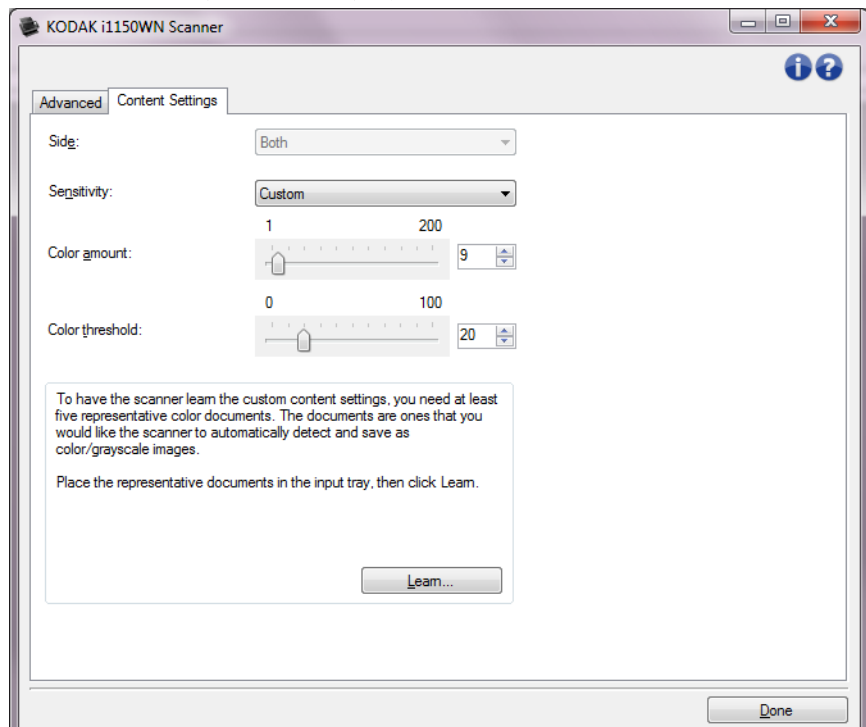 KODAK i1150WN Scanner
Advanced
Content Settings
Side:
Both
Sensitivity:
Custom
1 200
Color amount:
9
0 100
Color threshold:
20
To have the scanner learn the custom content settings, you need at least
five representative color documents. The documents are ones that you
would like the scanner to automatically detect and save as
color/grayscale images.
Place the representative documents in the input tray, then click Learn.
Learn...
Done